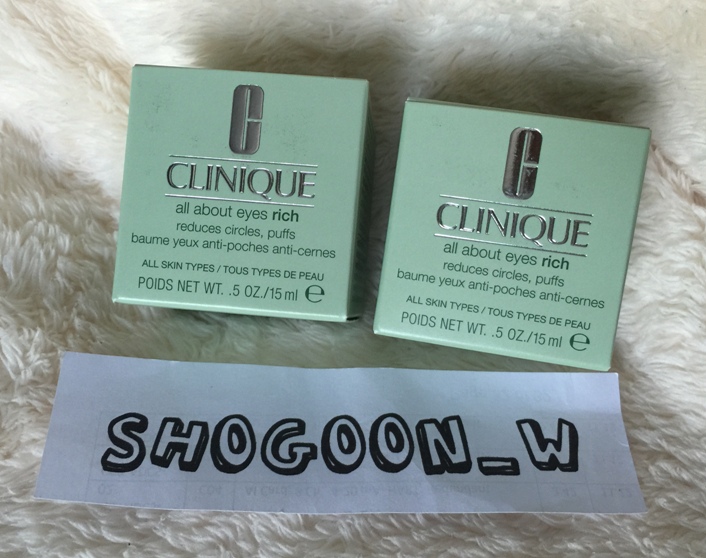 CLINIQUE
all about eyes rich
reduces circles, puffs
baume yeux anti-poches anti-cernes
ALL SKIN TYPES / TOUS TYPES DE PEAU
POIDS NET WT. .5 OZ./15 ml e
CLINIQUE
all about eyes rich
reduces circles, puffs
baume yeux anti-poches anti-cernes
ALL SKIN TYPES / TOUS TYPES DE PEAU
POIDS NET WT. .5 OZ./15 ml e
SHOGOON_W